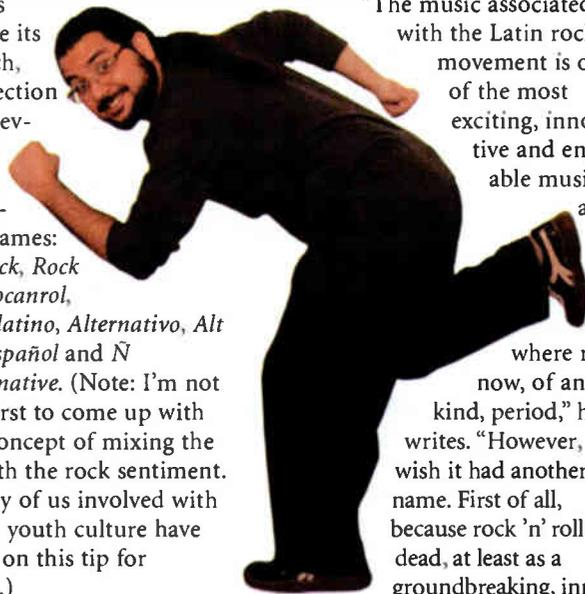 s
e its
h,
ection
ev-
-
ames:
ck, Rock
ocanrol,
latino, Alternativo, Alt
spañol and Ñ
native. (Note: I'm not
rst to come up with
oncept of mixing the
th the rock sentiment.
y of us involved with
youth culture have
on this tip for
.)
"The music associated
with the Latin roc
movement is o
of the most
exciting, inno
tive and en
able musi
a
where r
now, of an
kind, period," h
writes. "However,
wish it had another
name. First of all,
because rock 'n' roll
dead, at least as a
groundbreaking, inn